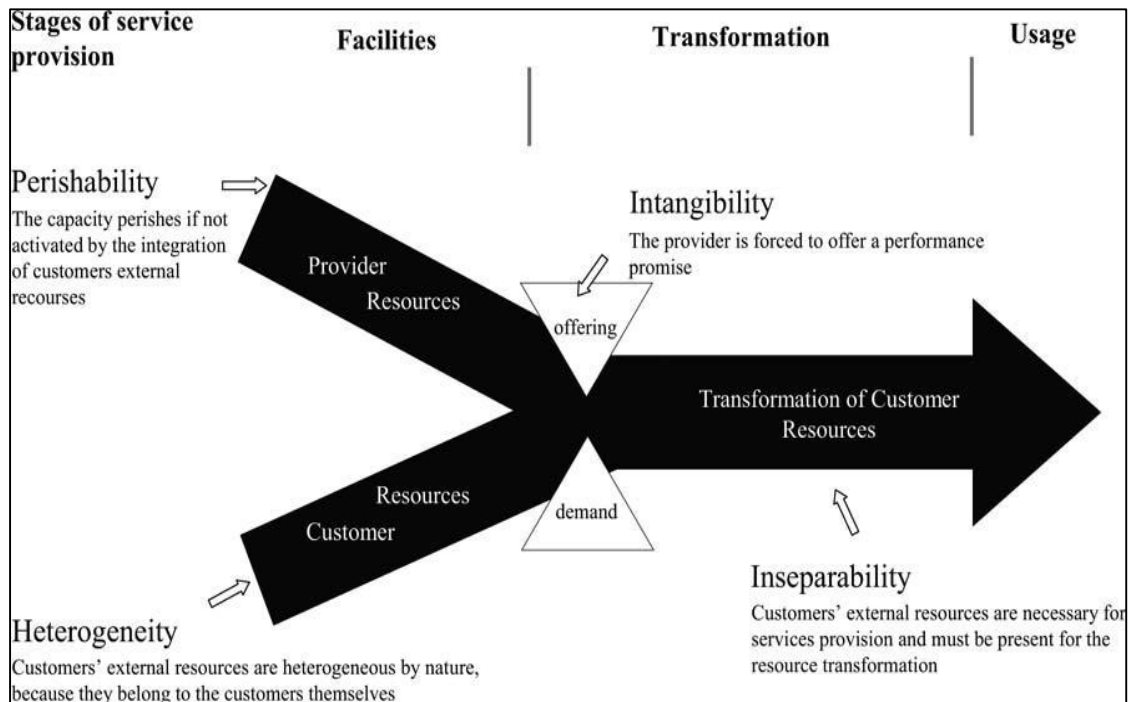 Stages of service
provision
Facilities
Transformation
Usage
Perishability
The capacity perishes if not
activated by the integration
of customers external
recourses
Provider
Resources
Intangibility
The provider is forced to offer a performance
promise
offering
Transformation of Customer
Resources
Resources
Customer
demand
Heterogeneity
Customers’ external resources are heterogeneous by nature,
because they belong to the customers themselves
Inseparability
Customers’ external resources are necessary for
services provision and must be present for the
resource transformation